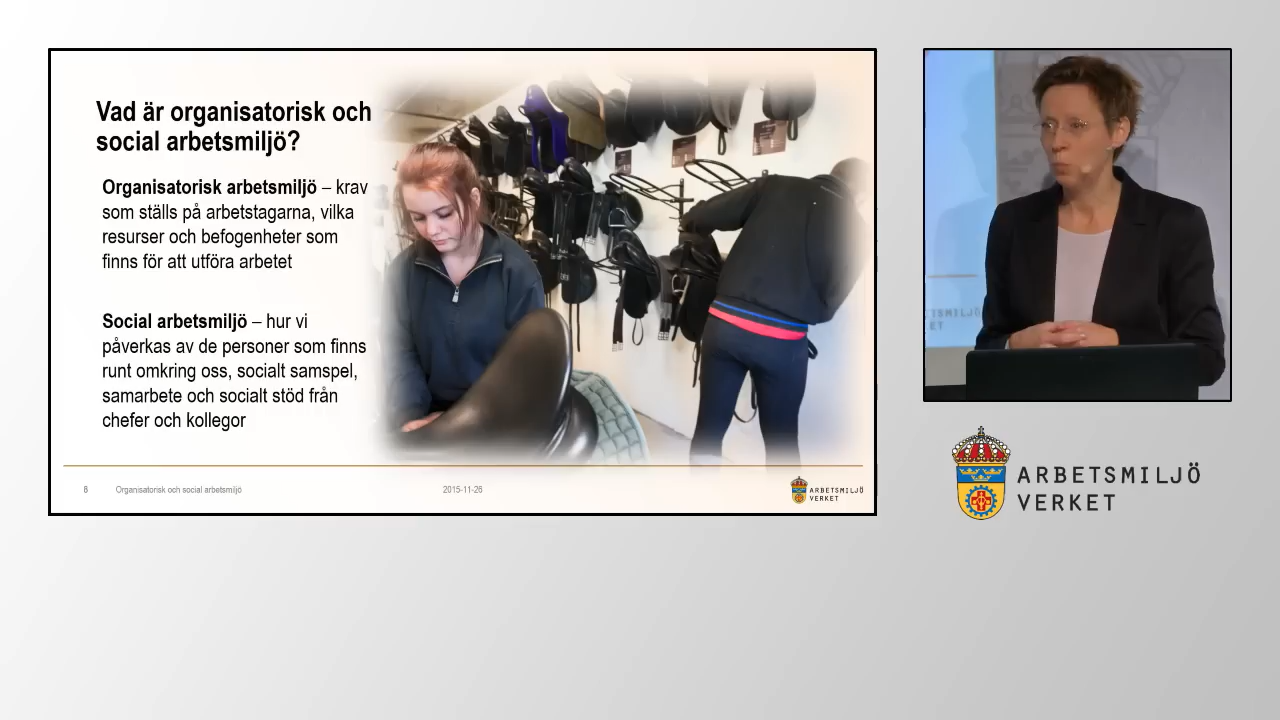 Vad är organisatorisk och
social arbetsmiljö?
Organisatorisk arbetsmiljö – krav
som ställs på arbetstagarna, vilka
resurser och befogenheter som
finns för att utföra arbetet
Social arbetsmiljö – hur vi
påverkas av de personer som finns
runt omkring oss, socialt samspel,
samarbete och socialt stöd från
chefer och kollegor
8
Organisatorisk och social arbetsmiljö
2015-11-26
ARBETSMILJÖ
VERKET
ARBETSMILJÖ
VERKET